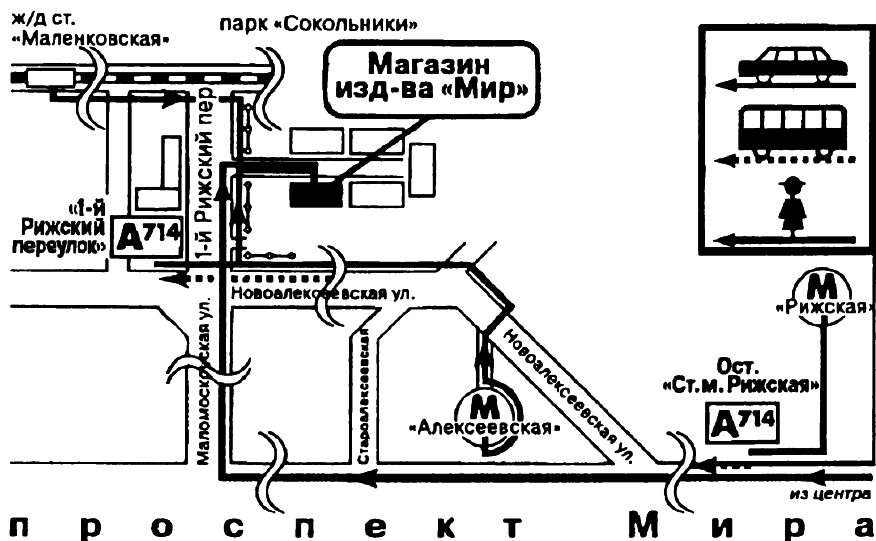 ж/д ст.
«Маленковская»
парк «Сокольники»
Магазин
изд-ва «Мир»
1-й Рижский пер.
«1-й
Рижский
переулок»
А714
Новоалексеевская ул.
Маломосковская ул.
Староалексеевская
Новоалексеевская ул.
М
«Алексеевская»
М
«Рижская»
Ост.
«Ст.м. Рижская»
А714
из центра
проспект Мира